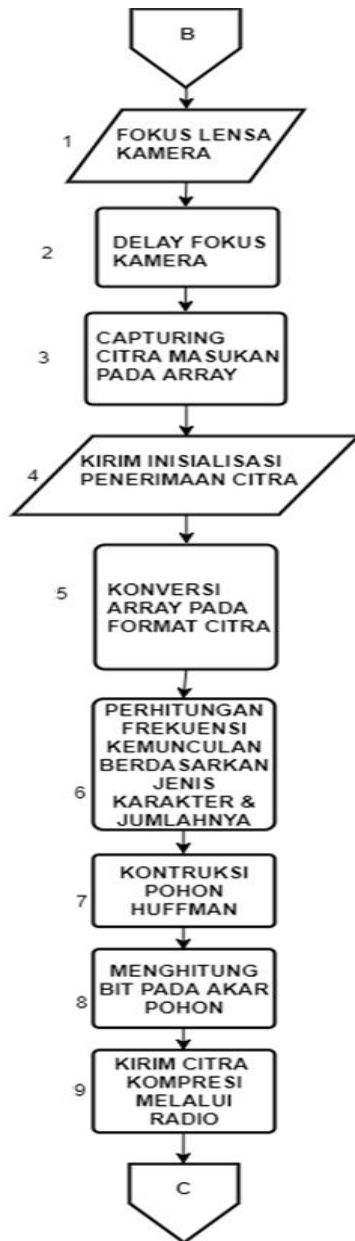 B
1
FOKUS LENSA
KAMERA
2
DELAY FOKUS
KAMERA
3
CAPTURING
CITRA MASUKAN
PADA ARRAY
4
KIRIM INISIALISASI
PENERIMAAN CITRA
5
KONVERSI
ARRAY PADA
FORMAT CITRA
6
PERHITUNGAN
FREKUENSI
KEMUNCULAN
BERDASARKAN
JENIS
KARAKTER &
JUMLAHNYA
7
KONTRUKSI
POHON
HUFFMAN
8
MENGHITUNG
BIT PADA AKAR
POHON
9
KIRIM CITRA
KOMPRESI
MELALUI
RADIO
C